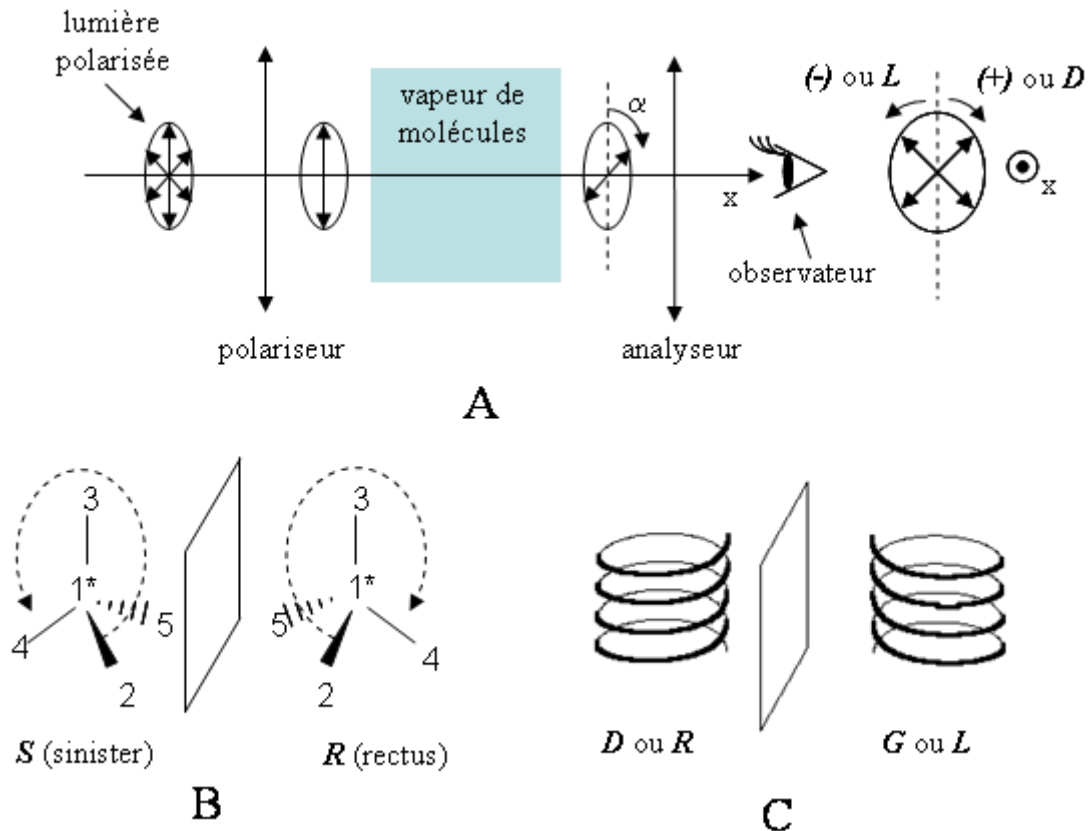 lumière
polarisée
vapeur de
molécules
α
(-) ou L
(+) ou D
x
x
observateur
polariseur
analyseur
A
3
3
1*
1*
4
5
5
4
2
2
S (sinister)
R (rectus)
D ou R
G ou L
B
C